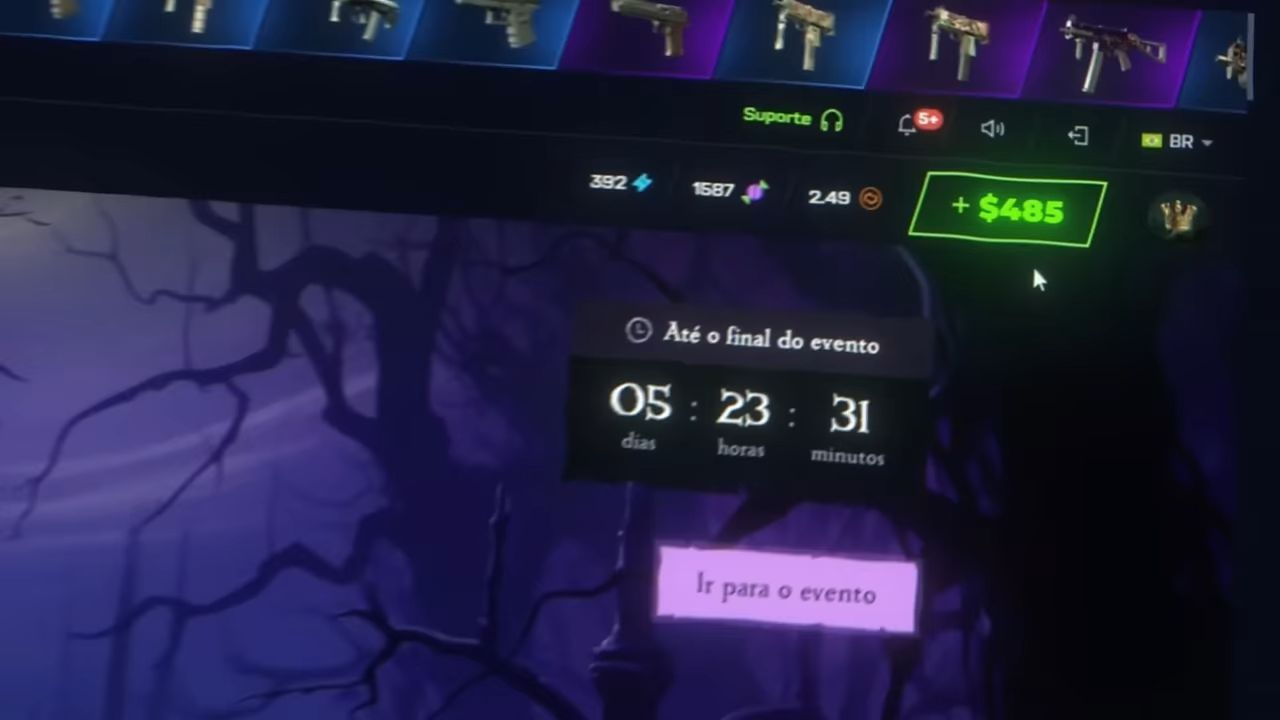 Suporte
5+
BR
392
1587
2.49
+ $485
Até o final do evento
05 : 23 : 31
dias horas minutos
Ir para o evento